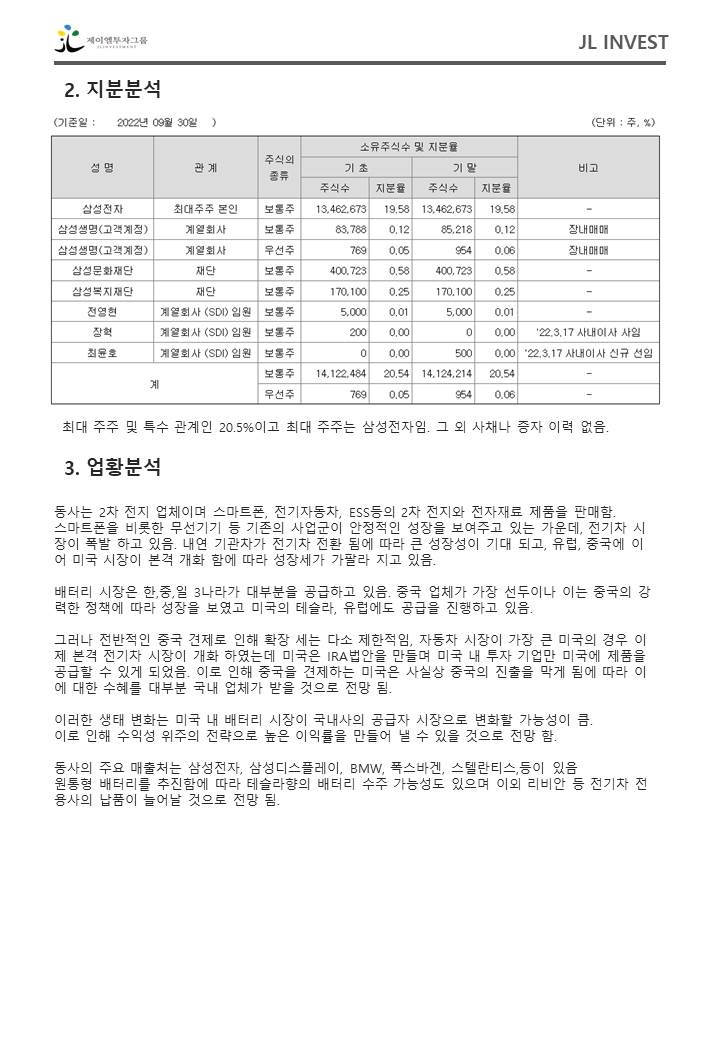 제이엘투자그룹
JLINVESTMENT
JL INVEST
2. 지분분석
(기준일 : 2022년 09월 30일 ) (단위 : 주, %)
성 명 관 계 주식의 종류 소유주식수 및 지분율 비고
기 초 기 말
주식수 지분율 주식수 지분율
삼성전자 최대주주 본인 보통주 13,462,673 19.58 13,462,673 19.58 -
삼성생명(고객계정) 계열회사 보통주 83,788 0.12 85,218 0.12 장내매매
삼성생명(고객계정) 계열회사 우선주 769 0.05 954 0.06 장내매매
삼성문화재단 재단 보통주 400,723 0.58 400,723 0.58 -
삼성복지재단 재단 보통주 170,100 0.25 170,100 0.25 -
전영현 계열회사 (SDI) 임원 보통주 5,000 0.01 5,000 0.01 -
장혁 계열회사 (SDI) 임원 보통주 200 0.00 0 0.00 '22.3.17 사내이사 사임
최윤호 계열회사 (SDI) 임원 보통주 0 0.00 500 0.00 '22.3.17 사내이사 신규 선임
계 보통주 14,122,484 20.54 14,124,214 20.54 -
우선주 769 0.05 954 0.06 -
최대 주주 및 특수 관계인 20.5%이고 최대 주주는 삼성전자임. 그 외 사채나 증자 이력 없음.
3. 업황분석
동사는 2차 전지 업체이며 스마트폰, 전기자동차, ESS등의 2차 전지와 전자재료 제품을 판매함.
스마트폰을 비롯한 무선기기 등 기존의 사업군이 안정적인 성장을 보여주고 있는 가운데, 전기차 시
장이 폭발 하고 있음. 내연 기관차가 전기차 전환 됨에 따라 큰 성장성이 기대 되고, 유럽, 중국에 이
어 미국 시장이 본격 개화 함에 따라 성장세가 가팔라 지고 있음.
배터리 시장은 한,중,일 3나라가 대부분을 공급하고 있음. 중국 업체가 가장 선두이나 이는 중국의 강
력한 정책에 따라 성장을 보였고 미국의 테슬라, 유럽에도 공급을 진행하고 있음.
그러나 전반적인 중국 견제로 인해 확장 세는 다소 제한적임, 자동차 시장이 가장 큰 미국의 경우 이
제 본격 전기차 시장이 개화 하였는데 미국은 IRA법안을 만들며 미국 내 투자 기업만 미국에 제품을
공급할 수 있게 되었음. 이로 인해 중국을 견제하는 미국은 사실상 중국의 진출을 막게 됨에 따라 이
에 대한 수혜를 대부분 국내 업체가 받을 것으로 전망 됨.
이러한 생태 변화는 미국 내 배터리 시장이 국내사의 공급자 시장으로 변화할 가능성이 큼.
이로 인해 수익성 위주의 전략으로 높은 이익률을 만들어 낼 수 있을 것으로 전망 함.
동사의 주요 매출처는 삼성전자, 삼성디스플레이, BMW, 폭스바겐, 스텔란티스,등이 있음
원통형 배터리를 추진함에 따라 테슬라향의 배터리 수주 가능성도 있으며 이외 리비안 등 전기차 전
용사의 납품이 늘어날 것으로 전망 됨.